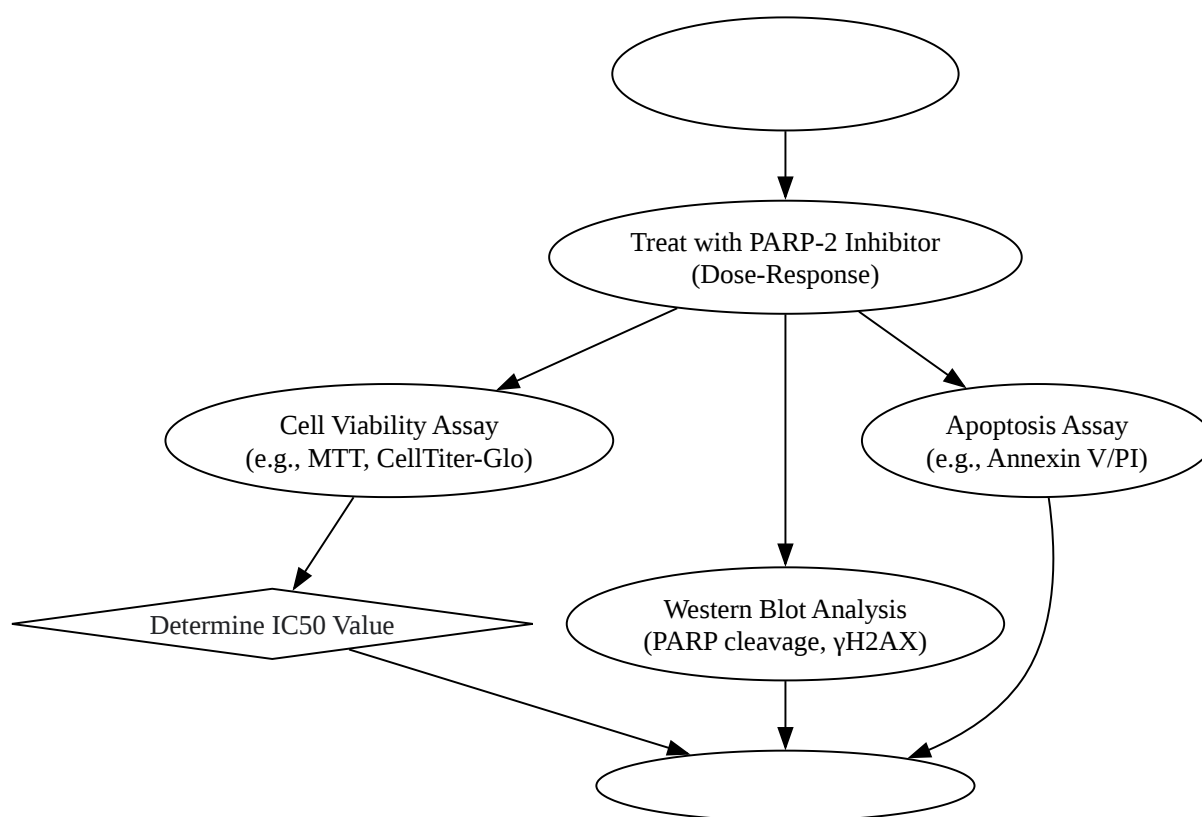 Treat with PARP-2 Inhibitor
(Dose-Response)
Cell Viability Assay
(e.g., MTT, CellTiter-Glo)
Apoptosis Assay
(e.g., Annexin V/PI)
Determine IC50 Value
Western Blot Analysis
(PARP cleavage, γH2AX)